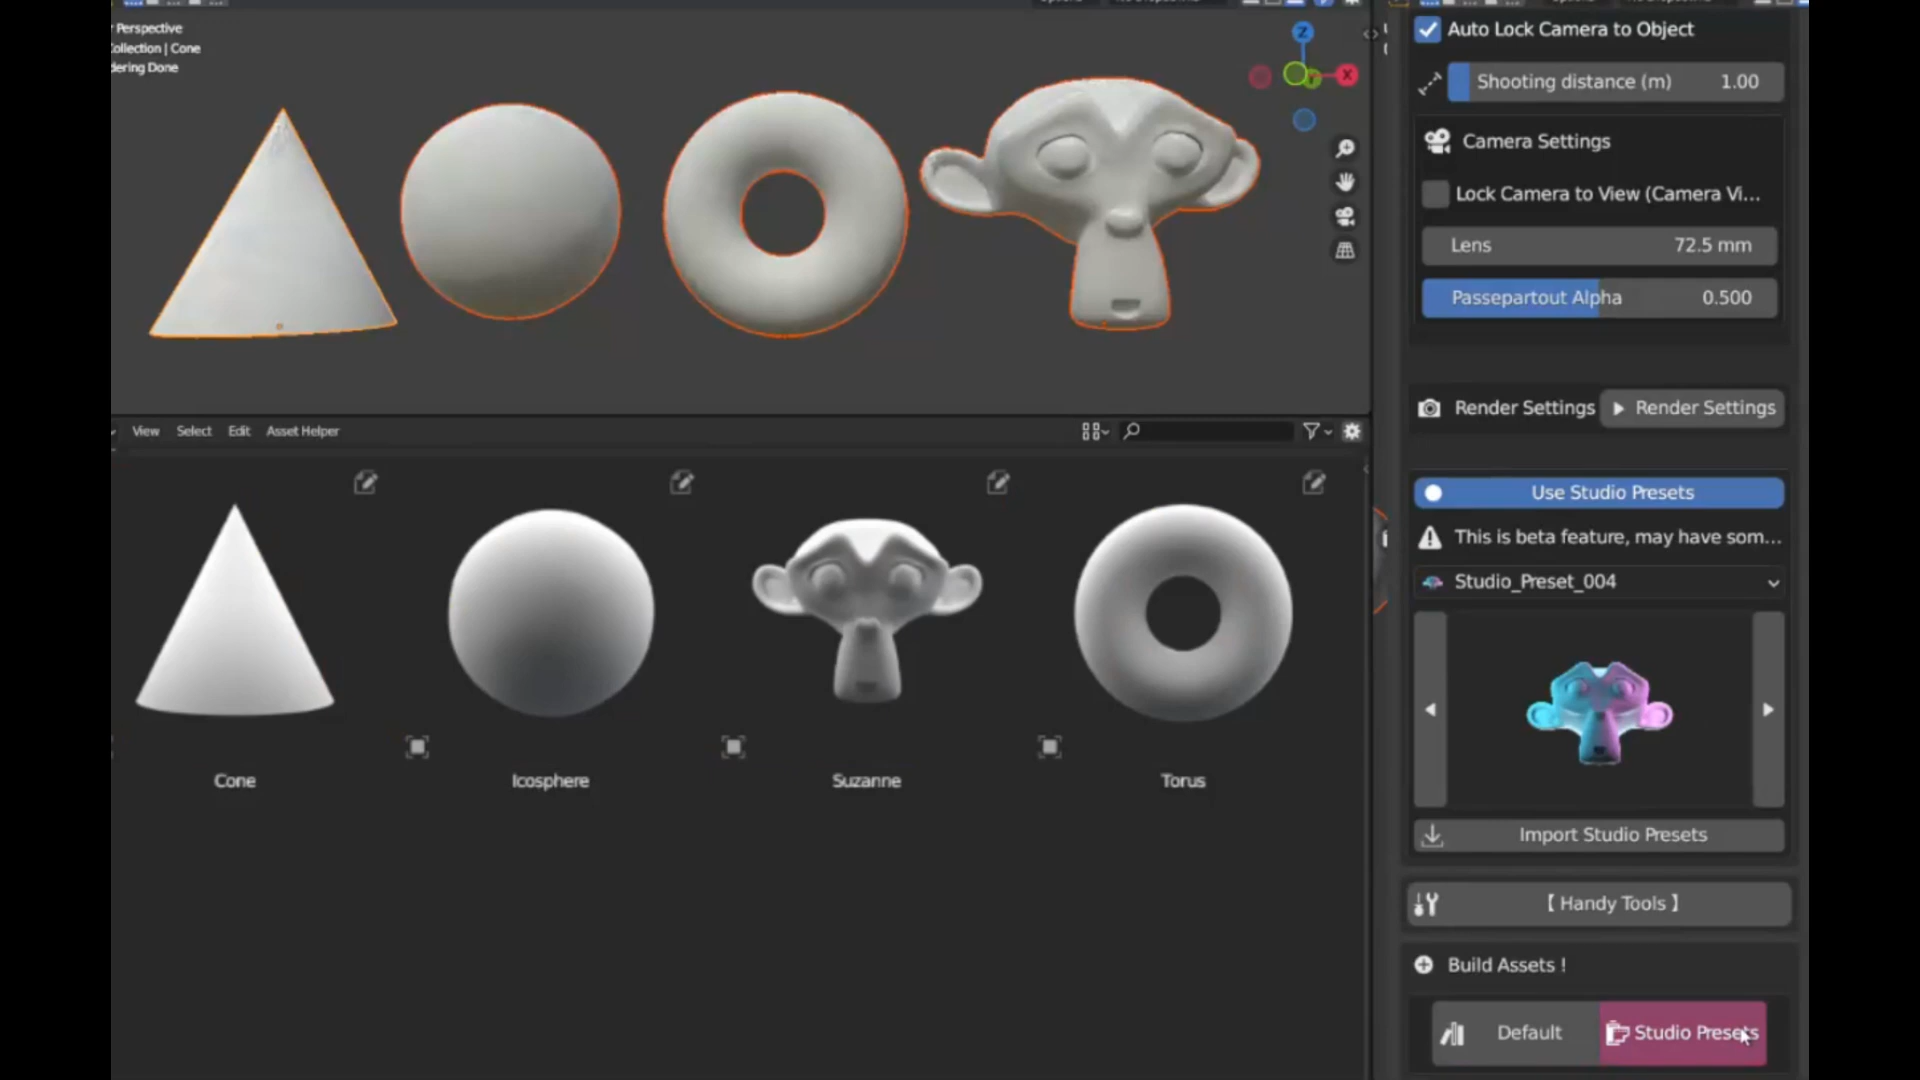 Perspective
ollection | Cone
dering Done
Z
X
View Select Edit Asset Helper
Cone
Icosphere
Suzanne
Torus
Auto Lock Camera to Object
Shooting distance (m) 1.00
Camera Settings
Lock Camera to View (Camera Vi...
Lens 72.5 mm
Passepartout Alpha 0.500
Render Settings Render Settings
Use Studio Presets
This is beta feature, may have som...
Studio_Preset_004
Import Studio Presets
【 Handy Tools 】
Build Assets !
Default Studio Presets